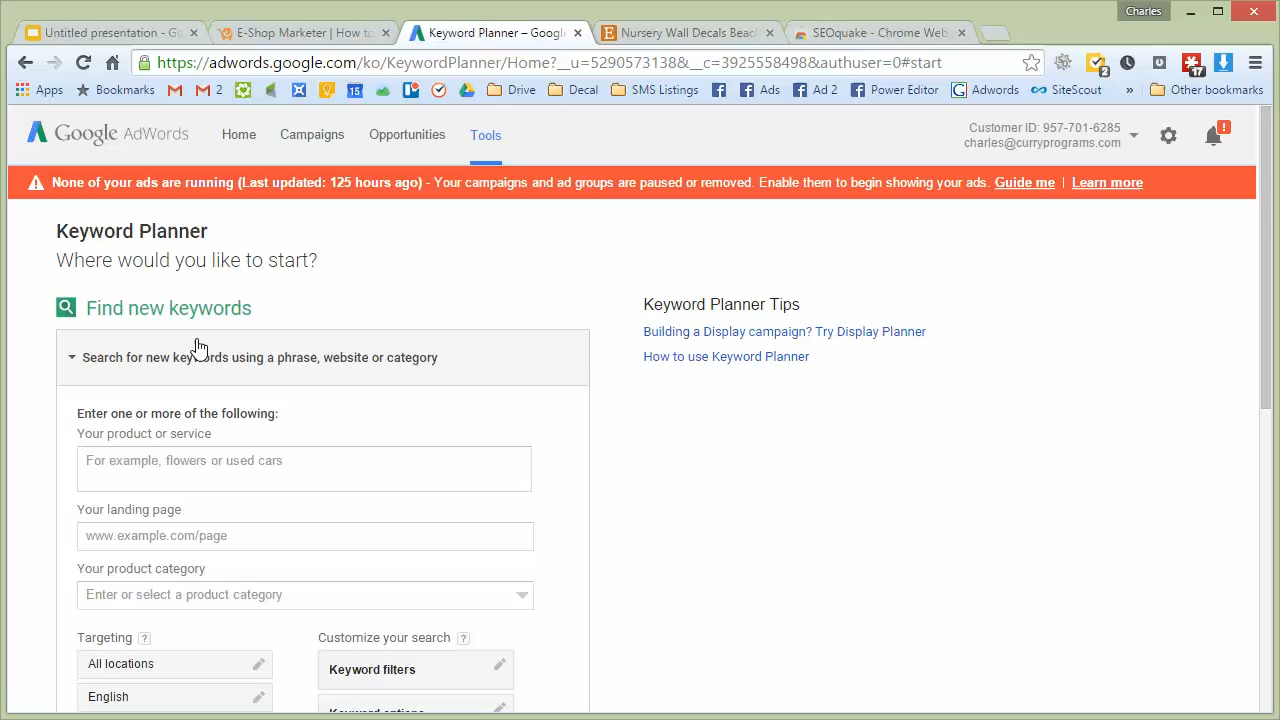 Charles
Untitled presentation - Go
E-Shop Marketer | How to
Keyword Planner – Google
Nursery Wall Decals Beac
SEOquake - Chrome Web
https://adwords.google.com/ko/KeywordPlanner/Home?__u=5290573138&__c=3925558498&authuser=0#start
2
17
Apps
Bookmarks
M 2
15
Drive
Decal
SMS Listings
Ads
Ad 2
Power Editor
Adwords
SiteScout
»
Other bookmarks
Google AdWords
Home
Campaigns
Opportunities
Tools
Customer ID: 957-701-6285
charles@curryprograms.com
!
None of your ads are running (Last updated: 125 hours ago) - Your campaigns and ad groups are paused or removed. Enable them to begin showing your ads. Guide me | Learn more
Keyword Planner
Where would you like to start?
Find new keywords
Keyword Planner Tips
Building a Display campaign? Try Display Planner
How to use Keyword Planner
Search for new keywords using a phrase, website or category
Enter one or more of the following:
Your product or service
For example, flowers or used cars
Your landing page
www.example.com/page
Your product category
Enter or select a product category
Targeting ?
Customize your search ?
All locations
Keyword filters
English
Keyword options